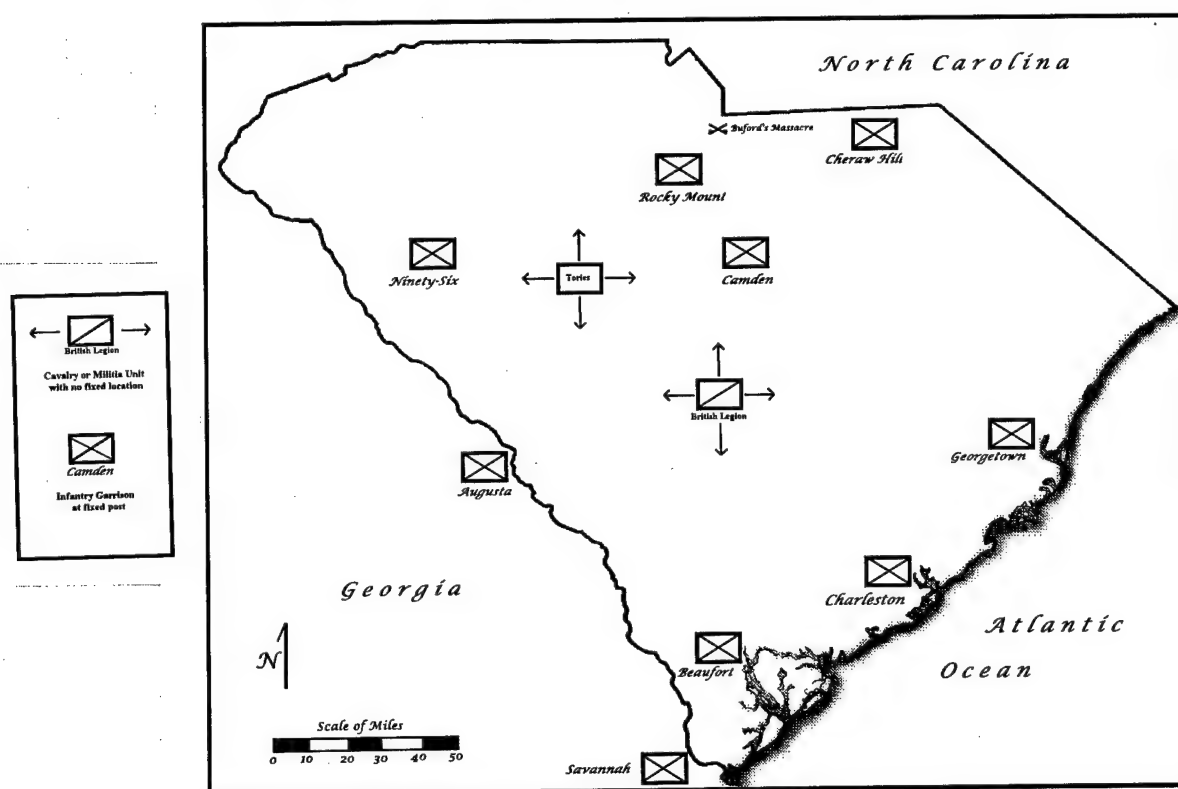 North Carolina
Buford's Massacre
Cheraw Hill
Rocky Mount
Ninety-Six
Tories
Camden
British Legion
Cavalry or Militia Unit
with no fixed location
Camden
Infantry Garrison
at fixed post
British Legion
Georgetown
Augusta
Georgia
Charleston
Atlantic
Ocean
N
Beaufort
Scale of Miles
0 10 20 30 40 50
Savannah